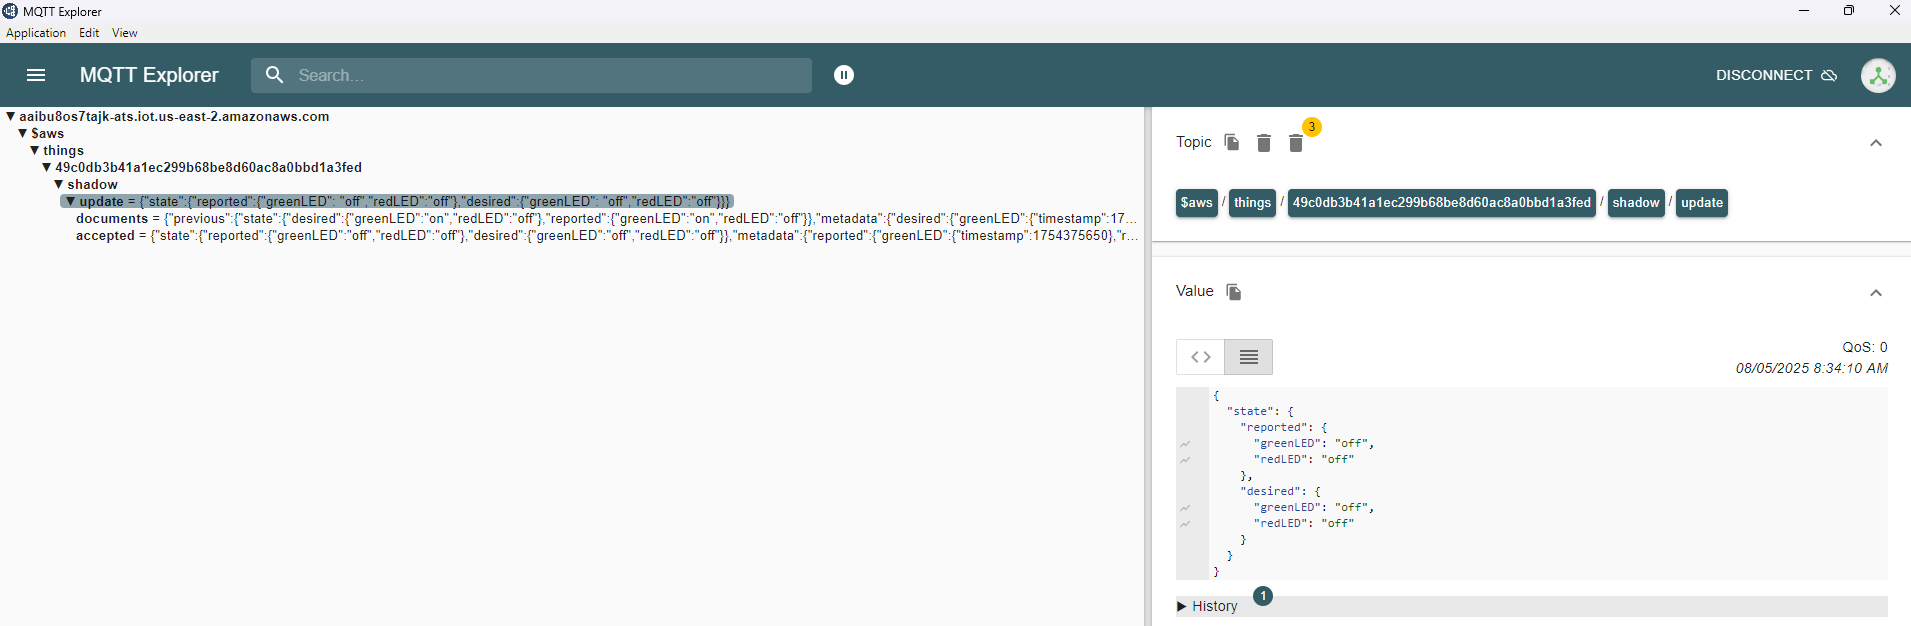 MQTT Explorer
Application Edit View
MQTT Explorer Search... DISCONNECT
▼ aaibu8os7tajk-ats.iot.us-east-2.amazonaws.com
▼ $aws
▼ things
▼ 49c0db3b41a1ec299b68be8d60ac8a0bbd1a3fed
▼ shadow
▼ update = {"state":{"reported":{"greenLED": "off","redLED":"off"},"desired":{"greenLED": "off","redLED":"off"}}}
documents = {"previous":{"state":{"desired":{"greenLED":"on","redLED":"off"},"reported":{"greenLED":"on","redLED":"off"}},"metadata":{"desired":{"greenLED":{"timestamp":17...
accepted = {"state":{"reported":{"greenLED":"off","redLED":"off"},"desired":{"greenLED":"off","redLED":"off"}},"metadata":{"reported":{"greenLED":{"timestamp":1754375650},"r...
Topic 3
$aws / things / 49c0db3b41a1ec299b68be8d60ac8a0bbd1a3fed / shadow / update
Value
QoS: 0
08/05/2025 8:34:10 AM
{
"state": {
"reported": {
"greenLED": "off",
"redLED": "off"
},
"desired": {
"greenLED": "off",
"redLED": "off"
}
}
}
▶ History 1